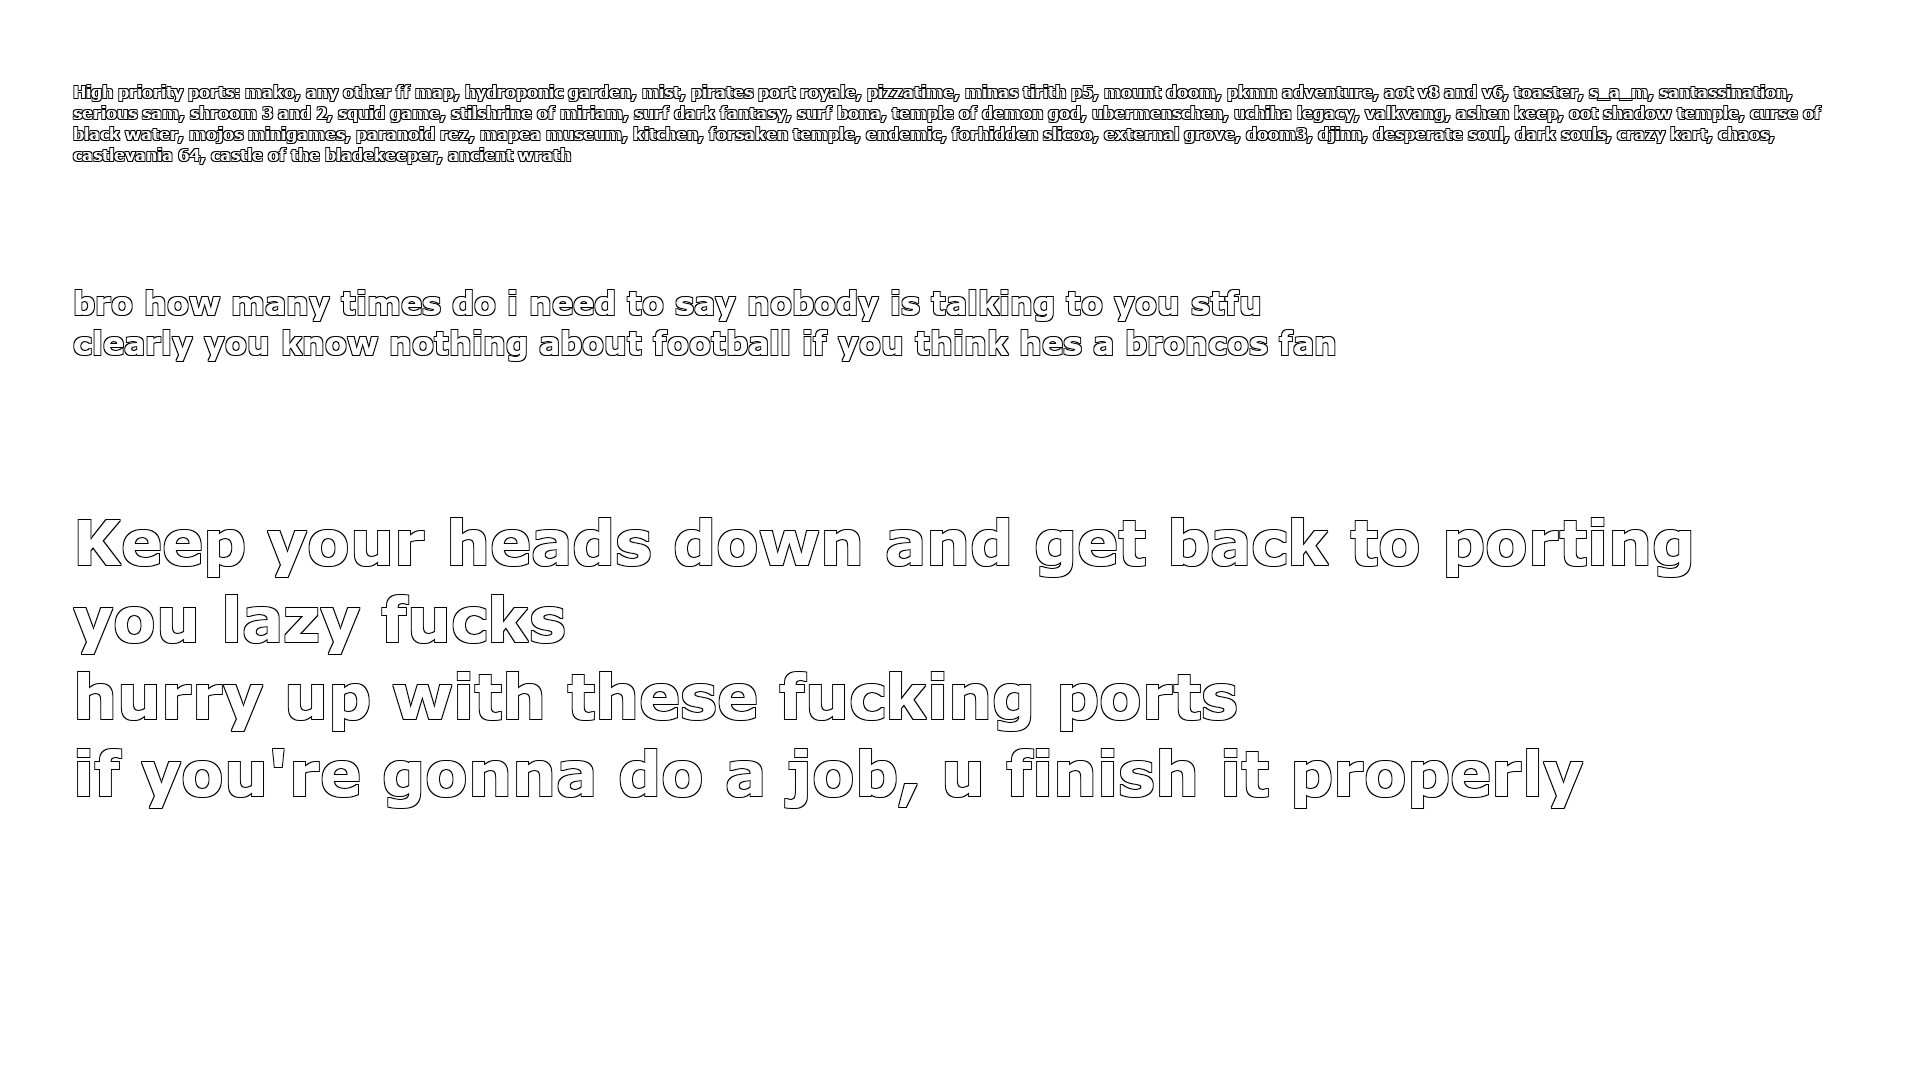 High priority ports: mako, any other ff map, hydroponic garden, mist, pirates port royale, pizzatime, minas tirith p5, mount doom, pkmn adventure, aot v8 and v6, toaster, s_a_m, santassination,
serious sam, shroom 3 and 2, squid game, stilshrine of miriam, surf dark fantasy, surf bona, temple of demon god, ubermenschen, uchiha legacy, valkvang, ashen keep, oot shadow temple, curse of
black water, mojos minigames, paranoid rez, mapea museum, kitchen, forsaken temple, endemic, forhidden slicoo, external grove, doom3, djinn, desperate soul, dark souls, crazy kart, chaos,
castlevania 64, castle of the bladekeeper, ancient wrath
bro how many times do i need to say nobody is talking to you stfu
clearly you know nothing about football if you think hes a broncos fan
Keep your heads down and get back to porting
you lazy fucks
hurry up with these fucking ports
if you're gonna do a job, u finish it properly